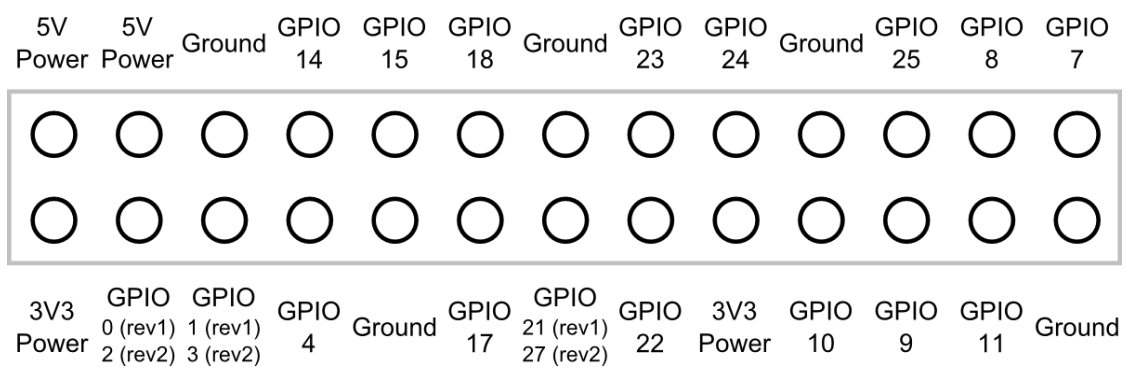 5V Power
5V Power
Ground
GPIO 14
GPIO 15
GPIO 18
Ground
GPIO 23
GPIO 24
Ground
GPIO 25
GPIO 8
GPIO 7
3V3 Power
GPIO 0 (rev1) 2 (rev2)
GPIO 1 (rev1) 3 (rev2)
GPIO 4
Ground
GPIO 17
GPIO 21 (rev1) 27 (rev2)
GPIO 22
3V3 Power
GPIO 10
GPIO 9
GPIO 11
Ground